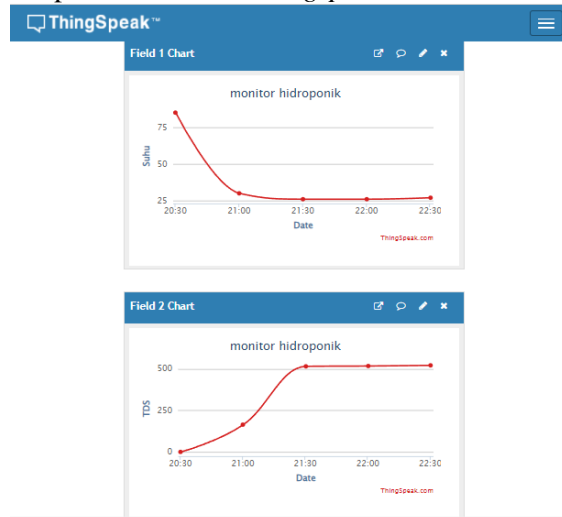 ThingSpeak™
Field 1 Chart
monitor hidroponik
75
50
25
Suhu
20:30 21:00 21:30 22:00 22:30
Date
ThingSpeak.com
Field 2 Chart
monitor hidroponik
500
250
0
TDS
20:30 21:00 21:30 22:00 22:30
Date
ThingSpeak.com